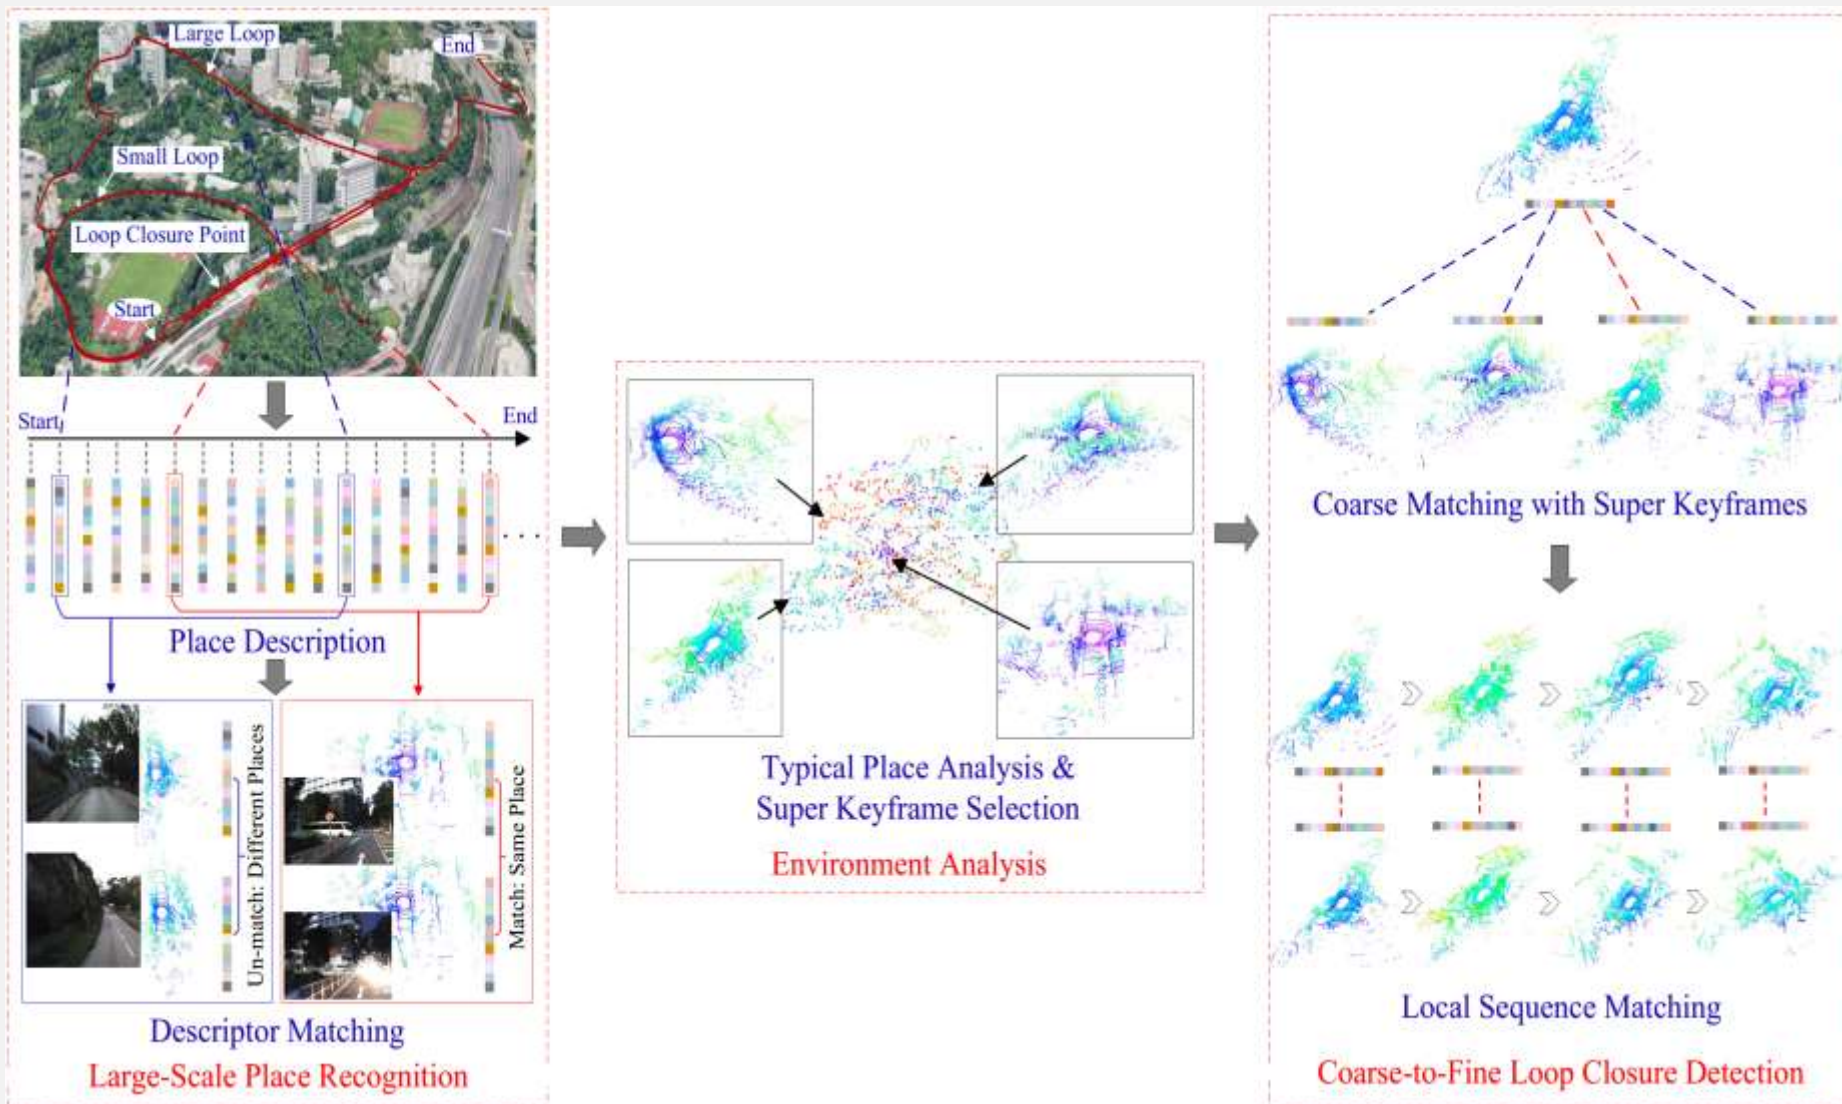 Large Loop
End
Small Loop
Loop Closure Point
Start
Start
End
. . .
Place Description
Un-match: Different Places
Match: Same Place
Descriptor Matching
Large-Scale Place Recognition
Typical Place Analysis &
Super Keyframe Selection
Environment Analysis
Coarse Matching with Super Keyframes
Local Sequence Matching
Coarse-to-Fine Loop Closure Detection